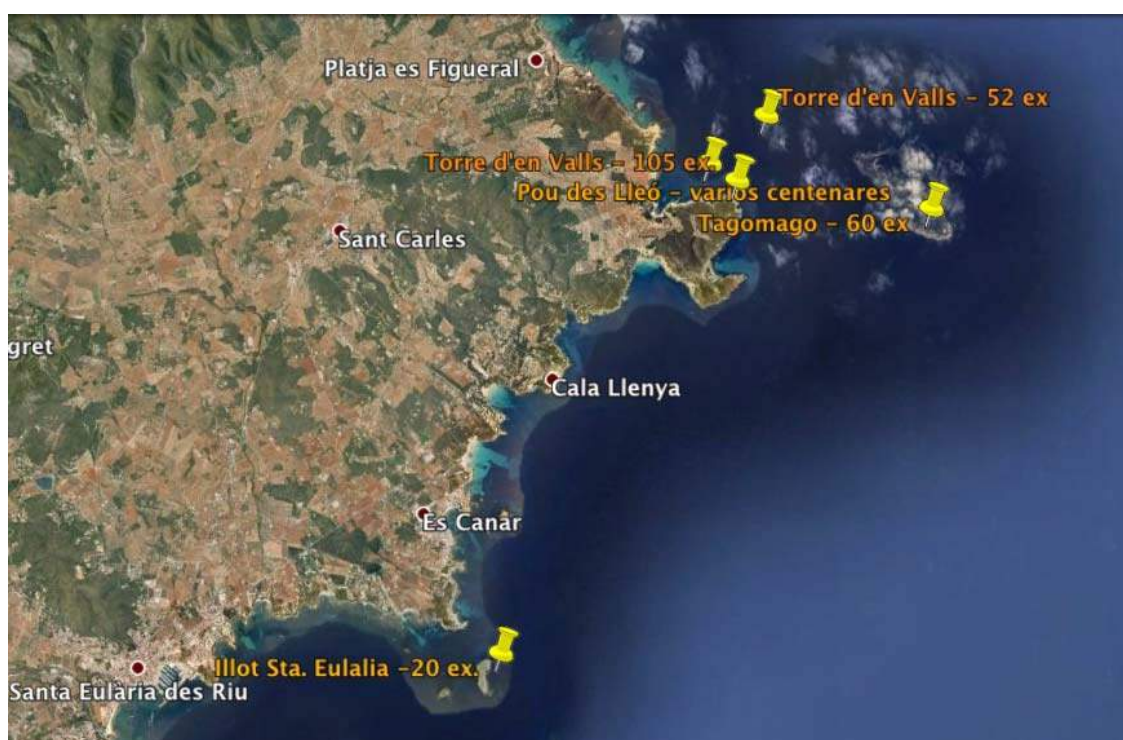 Platja es Figueral
Torre d'en Valls - 52 ex
Torre d'en Valls - 105 ex
Pou des Lleó - varios centenares
Tagomago - 60 ex
Sant Carles
gret
Cala Llenya
Es Canar
Illot Sta. Eulalia -20 ex.
Santa Eulària des Riu